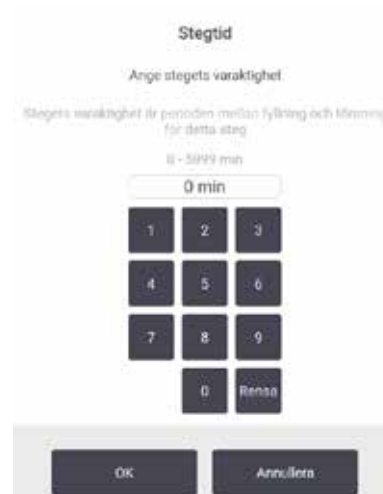 Stegtid
Ange stegets varaktighet
Stegets varaktighet är perioden mellan fyllning och tömning
för detta steg
0 - 5999 min
0 min
1 2 3
4 5 6
7 8 9
0 Rensa
OK Annullera